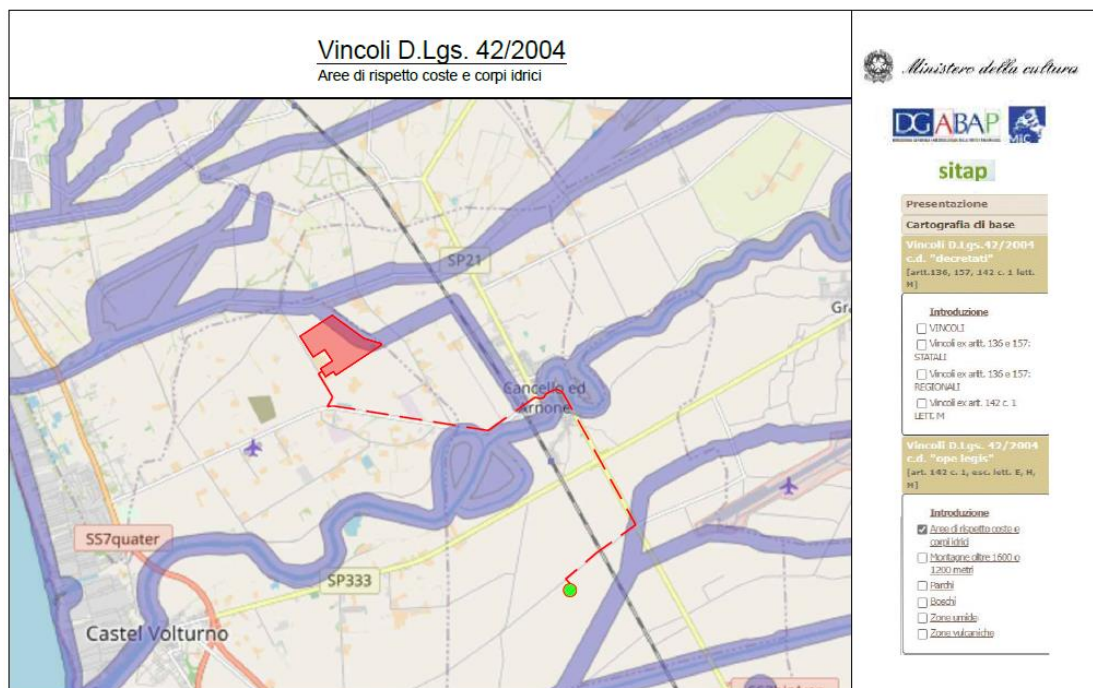 Vincoli D.Lgs. 42/2004
Aree di rispetto coste e corpi idrici
Ministero della cultura
DGABAP
MIC
sitap
Presentazione
Cartografia di base
Vincoli D.Lgs.42/2004
c.d. "decretati"
[artt.136, 157, 142 c. 1 lett.
M]
Introduzione
VINCOLI
Vincoli ex artt. 136 e 157:
STATALI
Vincoli ex artt. 136 e 157:
REGIONALI
Vincoli ex art. 142 c. 1
LETT. M
Vincoli D.Lgs. 42/2004
c.d. "ope legis"
[art. 142 c. 1, esc. lett. E, H,
M]
Introduzione
Aree di rispetto coste e
corpi idrici
Montagne oltre 1600 o
1200 metri
Parchi
Boschi
Zone umide
Zone vulcaniche
SP21
Gra
Cancello ed
Arnone
SS7quater
SP333
Castel Volturno